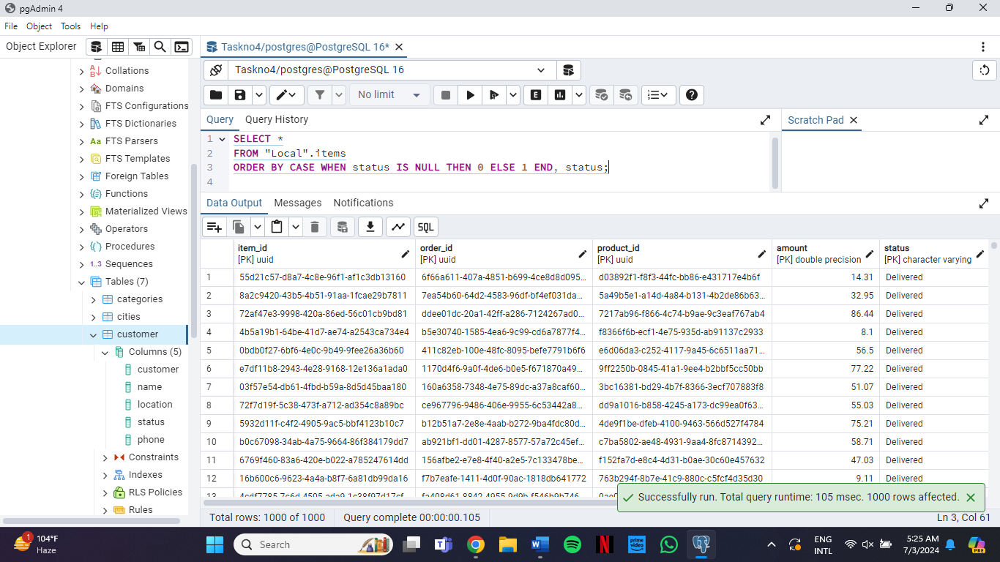 pgAdmin 4
File Object Tools Help
Object Explorer
Taskno4/postgres@PostgreSQL 16*
Collations
Domains
FTS Configurations
FTS Dictionaries
Aa FTS Parsers
FTS Templates
Foreign Tables
Functions
Materialized Views
Operators
Procedures
1..3 Sequences
Tables (7)
categories
cities
customer
Columns (5)
customer
name
location
status
phone
Constraints
Indexes
RLS Policies
Rules
Taskno4/postgres@PostgreSQL 16
No limit
E
Query Query History
Scratch Pad
1 SELECT *
2 FROM "Local".items
3 ORDER BY CASE WHEN status IS NULL THEN 0 ELSE 1 END, status;
4
Data Output Messages Notifications
SQL
item_id order_id product_id amount status
[PK] uuid [PK] uuid [PK] uuid [PK] double precision [PK] character varying
1 55d21c57-d8a7-4c8e-96f1-af1c3db13160 6f66a611-407a-4851-b699-4ce8d8d095... d03892f1-f8f3-44fc-bb86-e431717e4b6f 14.31 Delivered
2 8a2c9420-43b5-4b51-91aa-1fcae29b7811 7ea54b60-64d2-4583-96df-bf4ef031da... 5a49b5e1-a14d-4a84-b131-4b2de86b63... 32.95 Delivered
3 72af47e3-9998-420a-86ed-56c01cb9bd81 ddee01dc-20a1-42ff-a286-7124267ad0... 7217ab96-f866-4c74-b9ae-9c3eaf767ab4 86.44 Delivered
4 4b5a19b1-64be-41d7-ae74-a2543ca734e4 b5e30740-1585-4ea6-9c99-cd6a7877f4... f8366f6b-ecf1-4e75-935d-ab91137c2933 8.1 Delivered
5 0bdb0f27-6bf6-4e0c-9b49-9fee26a36b60 411c82eb-100e-48fc-8095-befe7791b6f6 e6d06da3-c252-4117-9a45-6c6511aa71... 56.5 Delivered
6 e7df11b8-2943-4e28-9168-12e136a1ada0 1170d4f6-9a0f-4de6-b0e5-f671870a49... 9ff2250b-0845-41a1-9ee4-b2bbf5cc50bb 77.22 Delivered
7 03f57e54-db61-4fbd-b59a-8d5d45baa180 160a6358-7348-4e75-89dc-a37a8caf60... 3bc16381-bd29-4b7f-8366-3ecf707883f8 51.07 Delivered
8 72f7d19f-5c38-473f-a712-ad354c8a89bc ce967796-9486-406e-9955-6c53442a8... dd9a1016-b858-4245-a173-dc99ea0f63... 55.03 Delivered
9 5932d11f-c4f2-4905-9ac5-bbf4123b10c7 b12b51a7-2e8e-4aab-b272-9ba4fdc80d... 4de9f1be-dfeb-4100-9463-566d527f4784 75.21 Delivered
10 b0c67098-34ab-4a75-9664-86f384179dd7 ab921bf1-dd01-4287-8577-57a72c45ef... c7ba5802-ae48-4931-9aa4-8fc8714392... 58.71 Delivered
11 6769f460-83a6-420e-b022-a785247614dd 156afbe2-e7e8-4f40-a2e5-7c133478be... f152fa7d-e8c4-4d31-b0ae-30c60e457632 47.03 Delivered
12 16b600c6-9623-4a4a-b8f7-6a81db99da16 f7b7eafe-1411-4d0f-90ac-1818db641772 763b294f-8b7e-41c9-880c-c5fcf4d35d30 9.11 Delivered
13
Successfully run. Total query runtime: 105 msec. 1000 rows affected.
Total rows: 1000 of 1000 Query complete 00:00:00.105 Ln 3, Col 61
1 104°F
Haze
Search
prime video
N
ENG
INTL
5:25 AM
7/3/2024
PRE